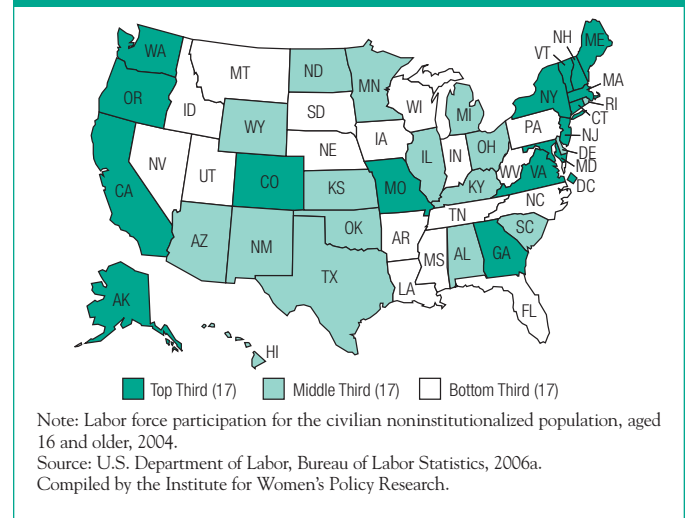 WA
MT
ND
MN
OR
ID
WY
SD
WI
MI
NH
VT
ME
NY
MA
RI
CT
NJ
DE
MD
DC
PA
NV
UT
CO
NE
IA
IL
IN
OH
WV
VA
CA
KS
MO
KY
NC
AZ
NM
OK
AR
TN
SC
TX
LA
MS
AL
GA
FL
AK
HI
Top Third (17) Middle Third (17) Bottom Third (17)
Note: Labor force participation for the civilian noninstitutionalized population, aged
16 and older, 2004.
Source: U.S. Department of Labor, Bureau of Labor Statistics, 2006a.
Compiled by the Institute for Women's Policy Research.